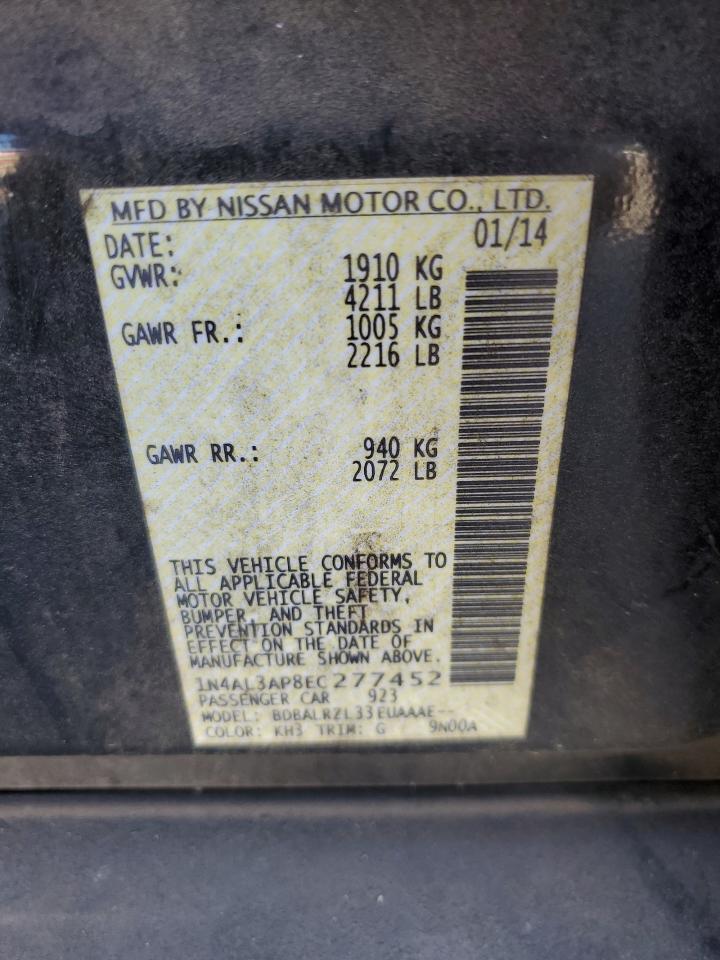 MFD BY NISSAN MOTOR CO., LTD.
DATE: 01/14
GVWR: 1910 KG
4211 LB
GAWR FR.: 1005 KG
2216 LB
GAWR RR.: 940 KG
2072 LB
THIS VEHICLE CONFORMS TO
ALL APPLICABLE FEDERAL
MOTOR VEHICLE SAFETY,
BUMPER, AND THEFT
PREVENTION STANDARDS IN
EFFECT ON THE DATE OF
MANUFACTURE SHOWN ABOVE.
1N4AL3AP8EC277452
PASSENGER CAR 923
MODEL: BDBALRZL33EUAAAE--
COLOR: KH3 TRIM: G 9N00A